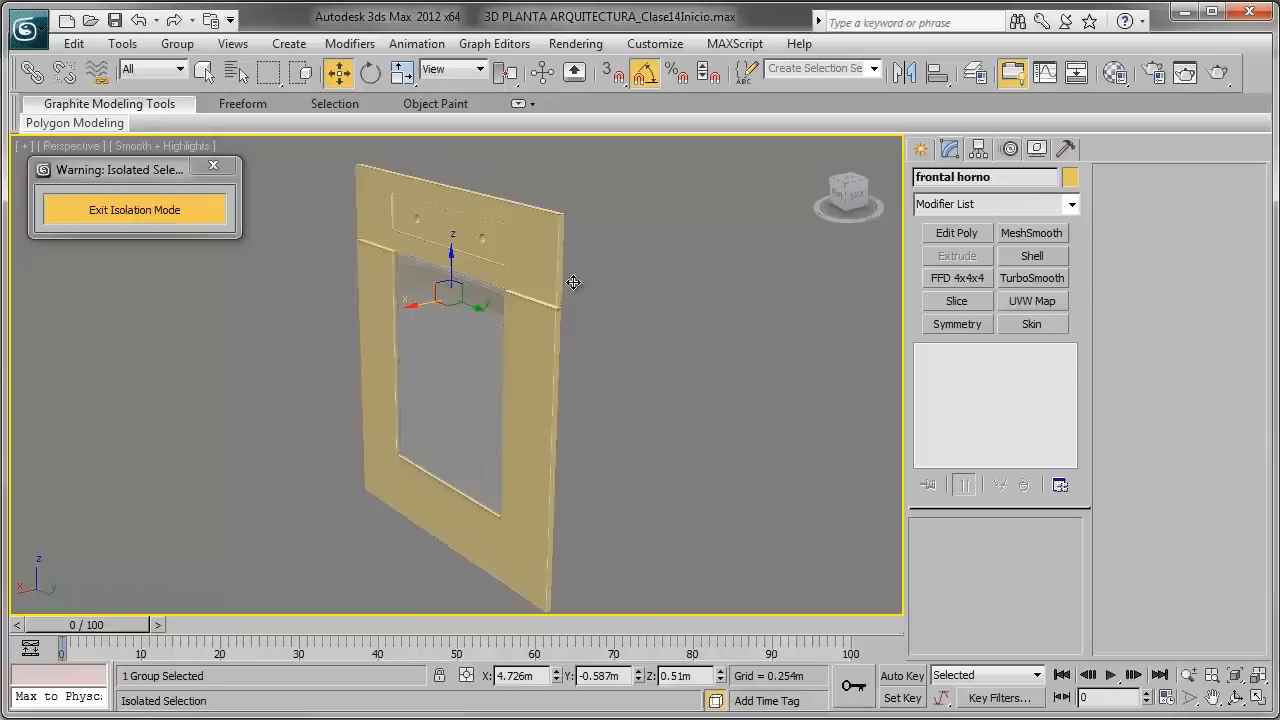 Autodesk 3ds Max  2012 x64    3D PLANTA ARQUITECTURA_Clase14Inicio.max
Type a keyword or phrase
Edit Tools Group Views Create Modifiers Animation Graph Editors Rendering Customize MAXScript Help
All View 3 ABC Create Selection Se
Graphite Modeling Tools Freeform Selection Object Paint
Polygon Modeling
[ + ] [ Perspective ] [ Smooth + Highlights ]
Warning: Isolated Sele...
Exit Isolation Mode
BACK
z
x y
z
x y
frontal horno
Modifier List
Edit Poly MeshSmooth
Extrude Shell
FFD 4x4x4 TurboSmooth
Slice UVW Map
Symmetry Skin
< 0 / 100 >
0 10 20 30 40 50 60 70 80 90 100
1 Group Selected X: 4.726m Y: -0.587m Z: 0.51m Grid = 0.254m Auto Key Selected
Max to Physc: Isolated Selection Add Time Tag Set Key Key Filters... 0